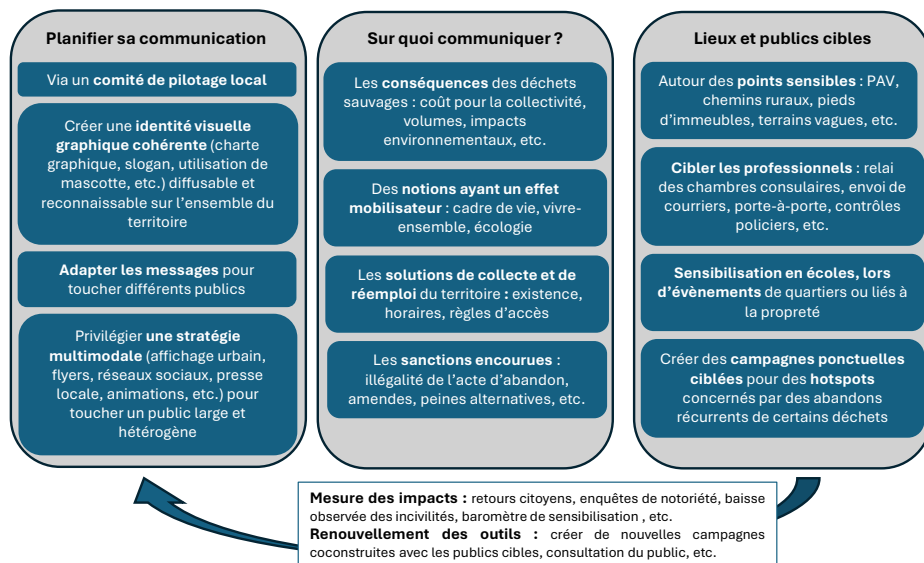 Planifier sa communication
Via un comité de pilotage local
Créer une identité visuelle
graphique cohérente (charte
graphique, slogan, utilisation de
mascotte, etc.) diffusable et
reconnaissable sur l'ensemble du
territoire
Adapter les messages pour
toucher différents publics
Privilégier une stratégie
multimodale (affichage urbain,
flyers, réseaux sociaux, presse
locale, animations, etc.) pour
toucher un public large et
hétérogène
Sur quoi communiquer ?
Les conséquences des déchets
sauvages : coût pour la collectivité,
volumes, impacts
environnementaux, etc.
Des notions ayant un effet
mobilisateur : cadre de vie, vivre-
ensemble, écologie
Les solutions de collecte et de
réemploi du territoire : existence,
horaires, règles d'accès
Les sanctions encourues :
illégalité de l'acte d'abandon,
amendes, peines alternatives, etc.
Lieux et publics cibles
Autour des points sensibles : PAV,
chemins ruraux, pieds
d'immeubles, terrains vagues, etc.
Cibler les professionnels : relai
des chambres consulaires, envoi de
courriers, porte-à-porte, contrôles
policiers, etc.
Sensibilisation en écoles, lors
d'évènements de quartiers ou liés à
la propreté
Créer des campagnes ponctuelles
ciblées pour des hotspots
concernés par des abandons
récurrents de certains déchets
Mesure des impacts : retours citoyens, enquêtes de notoriété, baisse
observée des incivilités, baromètre de sensibilisation , etc.
Renouvellement des outils : créer de nouvelles campagnes
coconstruites avec les publics cibles, consultation du public, etc.